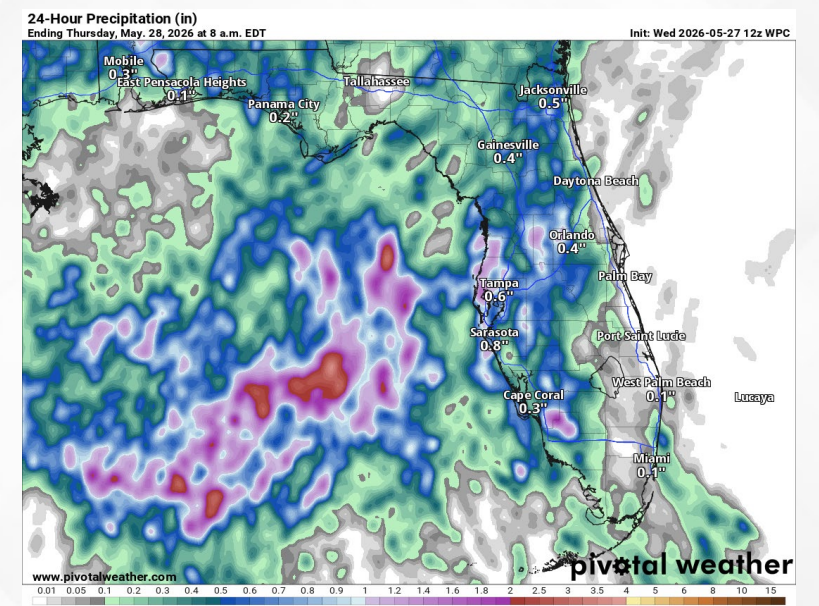 24-Hour Precipitation (in)
Ending Thursday, May. 28, 2026 at 8 a.m. EDT
Init: Wed 2026-05-27 12z WPC
Mobile
0.3"
East Pensacola Heights
0.1"
Panama City
0.2"
Tallahassee
Jacksonville
0.5"
Gainesville
0.4"
Daytona Beach
Orlando
0.4"
Palm Bay
Tampa
0.6"
Sarasota
0.8"
Port Saint Lucie
West Palm Beach
0.1"
Cape Coral
0.3"
Lucaya
Miami
0.1"
pivotal weather
www.pivotalweather.com
0.01 0.05 0.1 0.2 0.3 0.4 0.5 0.6 0.7 0.8 0.9 1 1.2 1.4 1.6 1.8 2 2.5 3 3.5 4 5 6 8 10 15